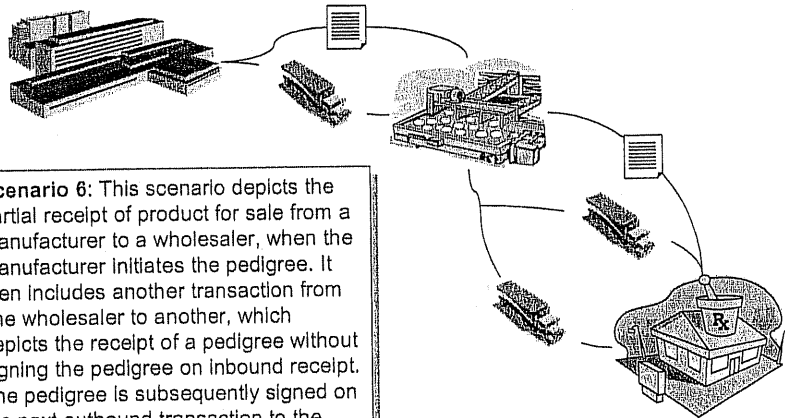 cenario 6: This scenario depicts the
artial receipt of product for sale from a
anufacturer to a wholesaler, when the
anufacturer initiates the pedigree. It
en includes another transaction from
ne wholesaler to another, which
epicts the receipt of a pedigree without
gning the pedigree on inbound receipt.
he pedigree is subsequently signed on
next outbound transaction to the
Rx